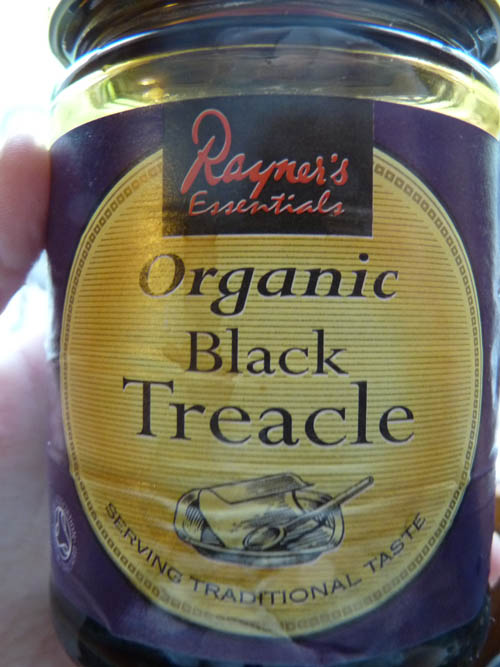 Rayner's
Essentials
Organic
Black
Treacle
SERVING TRADITIONAL TASTE